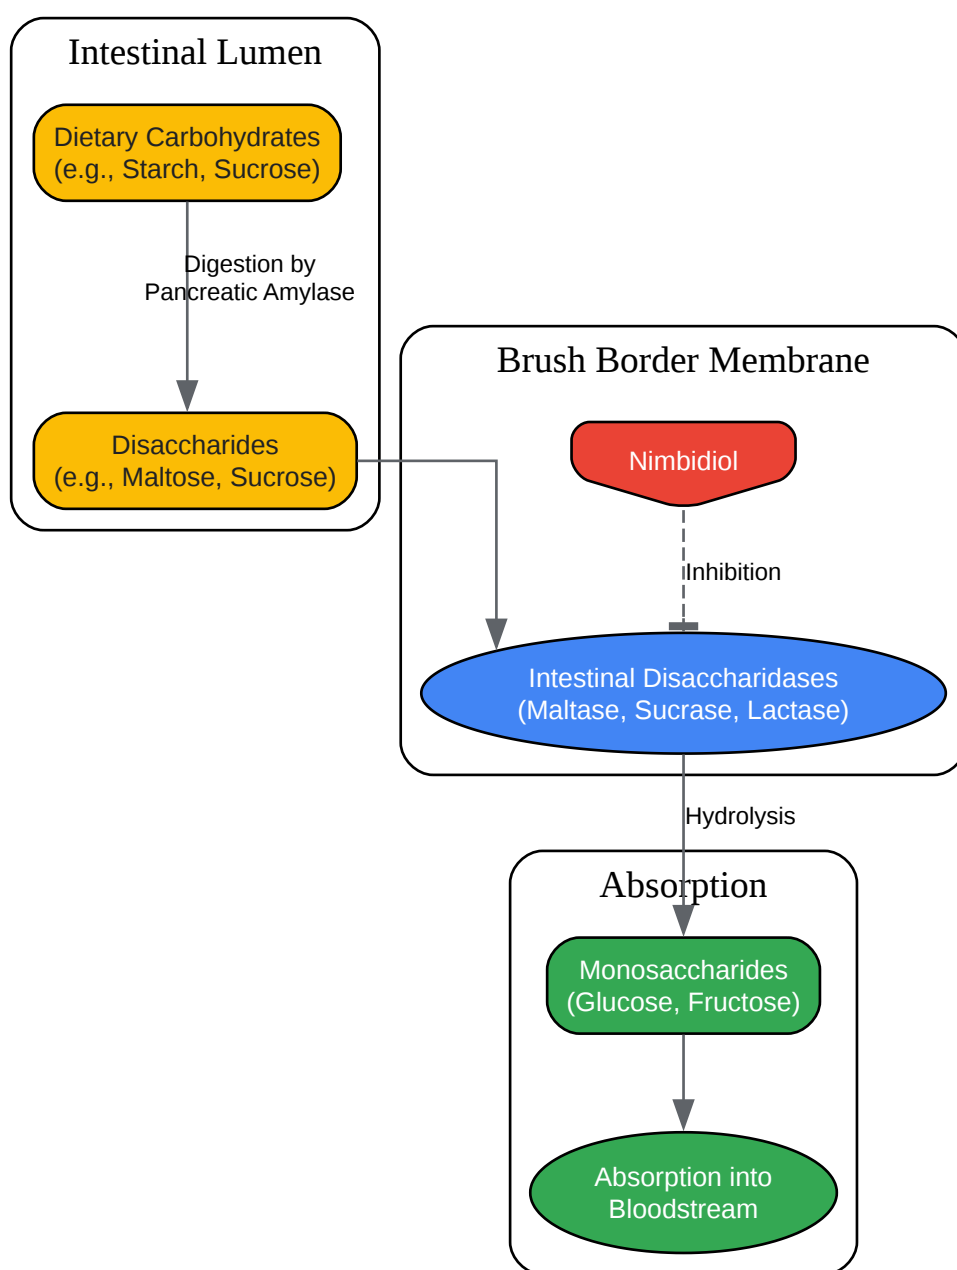 Intestinal Lumen
Dietary Carbohydrates
(e.g., Starch, Sucrose)
Digestion by
Pancreatic Amylase
Disaccharides
(e.g., Maltose, Sucrose)
Brush Border Membrane
Nimbidiol
Inhibition
Intestinal Disaccharidases
(Maltase, Sucrase, Lactase)
Hydrolysis
Absorption
Monosaccharides
(Glucose, Fructose)
Absorption into
Bloodstream